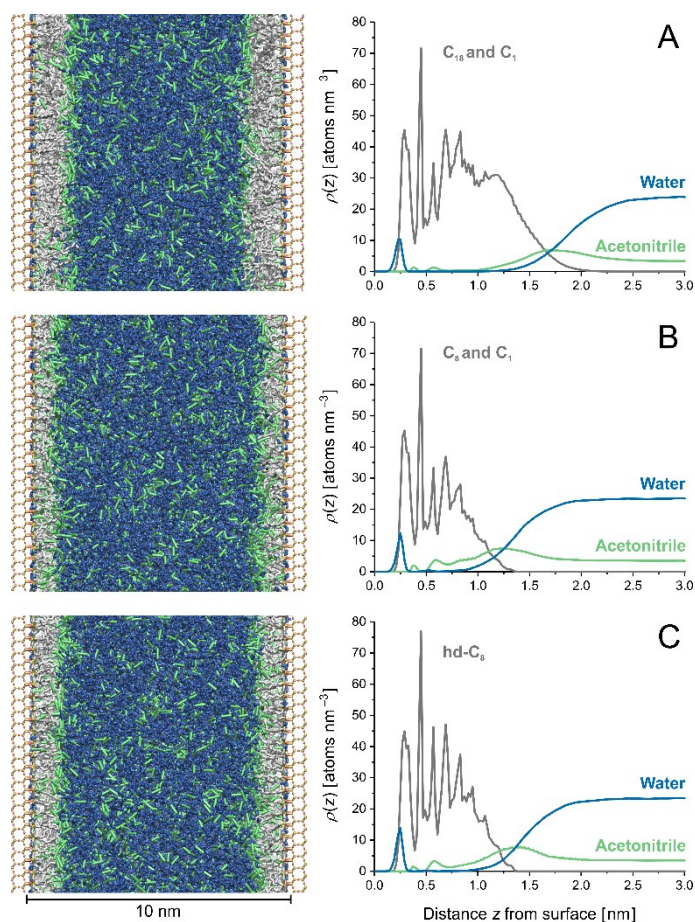 A
C₁₈ and C₁
Water
Acetonitrile
ρ(z) [atoms nm ³]
80
70
60
50
40
30
20
10
0
0.0 0.5 1.0 1.5 2.0 2.5 3.0
B
C₈ and C₁
Water
Acetonitrile
ρ(z) [atoms nm⁻³]
80
70
60
50
40
30
20
10
0
0.0 0.5 1.0 1.5 2.0 2.5 3.0
C
hd-C₈
Water
Acetonitrile
ρ(z) [atoms nm⁻³]
80
70
60
50
40
30
20
10
0
0.0 0.5 1.0 1.5 2.0 2.5 3.0
10 nm
Distance z from surface [nm]